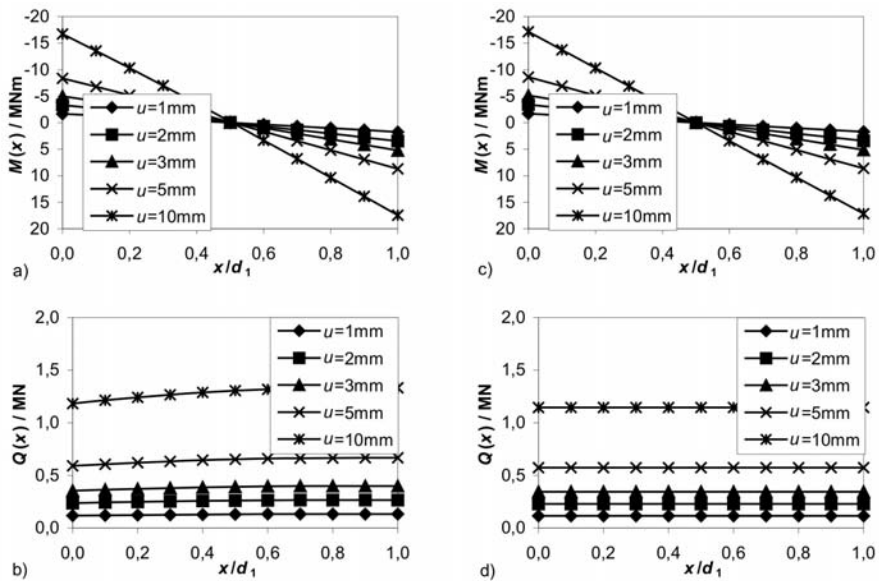 -20
-15
-10
-5
0
5
10
15
20
M(x) / MNm
u=1mm
u=2mm
u=3mm
u=5mm
u=10mm
0,0 0,2 0,4 0,6 0,8 1,0
x/d1
a)
-20
-15
-10
-5
0
5
10
15
20
M(x) / MNm
u=1mm
u=2mm
u=3mm
u=5mm
u=10mm
0,0 0,2 0,4 0,6 0,8 1,0
x/d1
c)
2,0
1,5
1,0
0,5
0,0
Q(x) / MN
u=1mm
u=2mm
u=3mm
u=5mm
u=10mm
0,0 0,2 0,4 0,6 0,8 1,0
x/d1
b)
2,0
1,5
1,0
0,5
0,0
Q(x) / MN
u=1mm
u=2mm
u=3mm
u=5mm
u=10mm
0,0 0,2 0,4 0,6 0,8 1,0
x/d1
d)